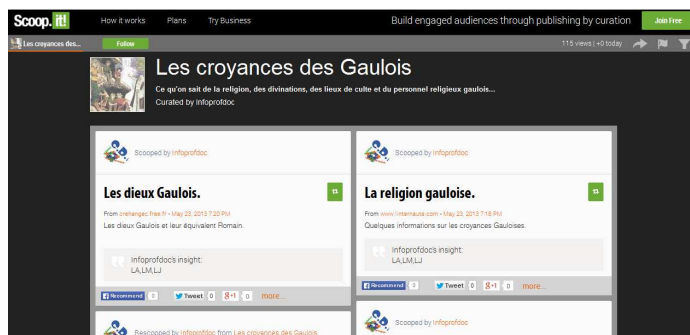 Scoop.it!
How it works Plans Try Business
Build engaged audiences through publishing by curation
Join Free
Les croyances des...
Follow
115 views | +0 today
Les croyances des Gaulois
Ce qu'on sait de la religion, des divinations, des lieux de culte et du personnel religieux gaulois...
Curated by Infoprofdoc
Scooped by Infoprofdoc
Les dieux Gaulois.
From orehangec.free.fr - May 23, 2013 7:20 PM
Les dieux Gaulois et leur équivalent Romain.
Infoprofdoc's insight:
LA,LM,LJ
Recommend 0 Tweet 0 g+1 0 more...
Rescooped by Infoprofdoc from Les croyances des Gaulois
Scooped by Infoprofdoc
La religion gauloise.
From www.linternaute.com - May 23, 2013 7:18 PM
Quelques informations sur les croyances Gauloises.
Infoprofdoc's insight:
LA,LM,LJ
Recommend 0 Tweet 0 g+1 0 more...
Scooped by Infoprofdoc